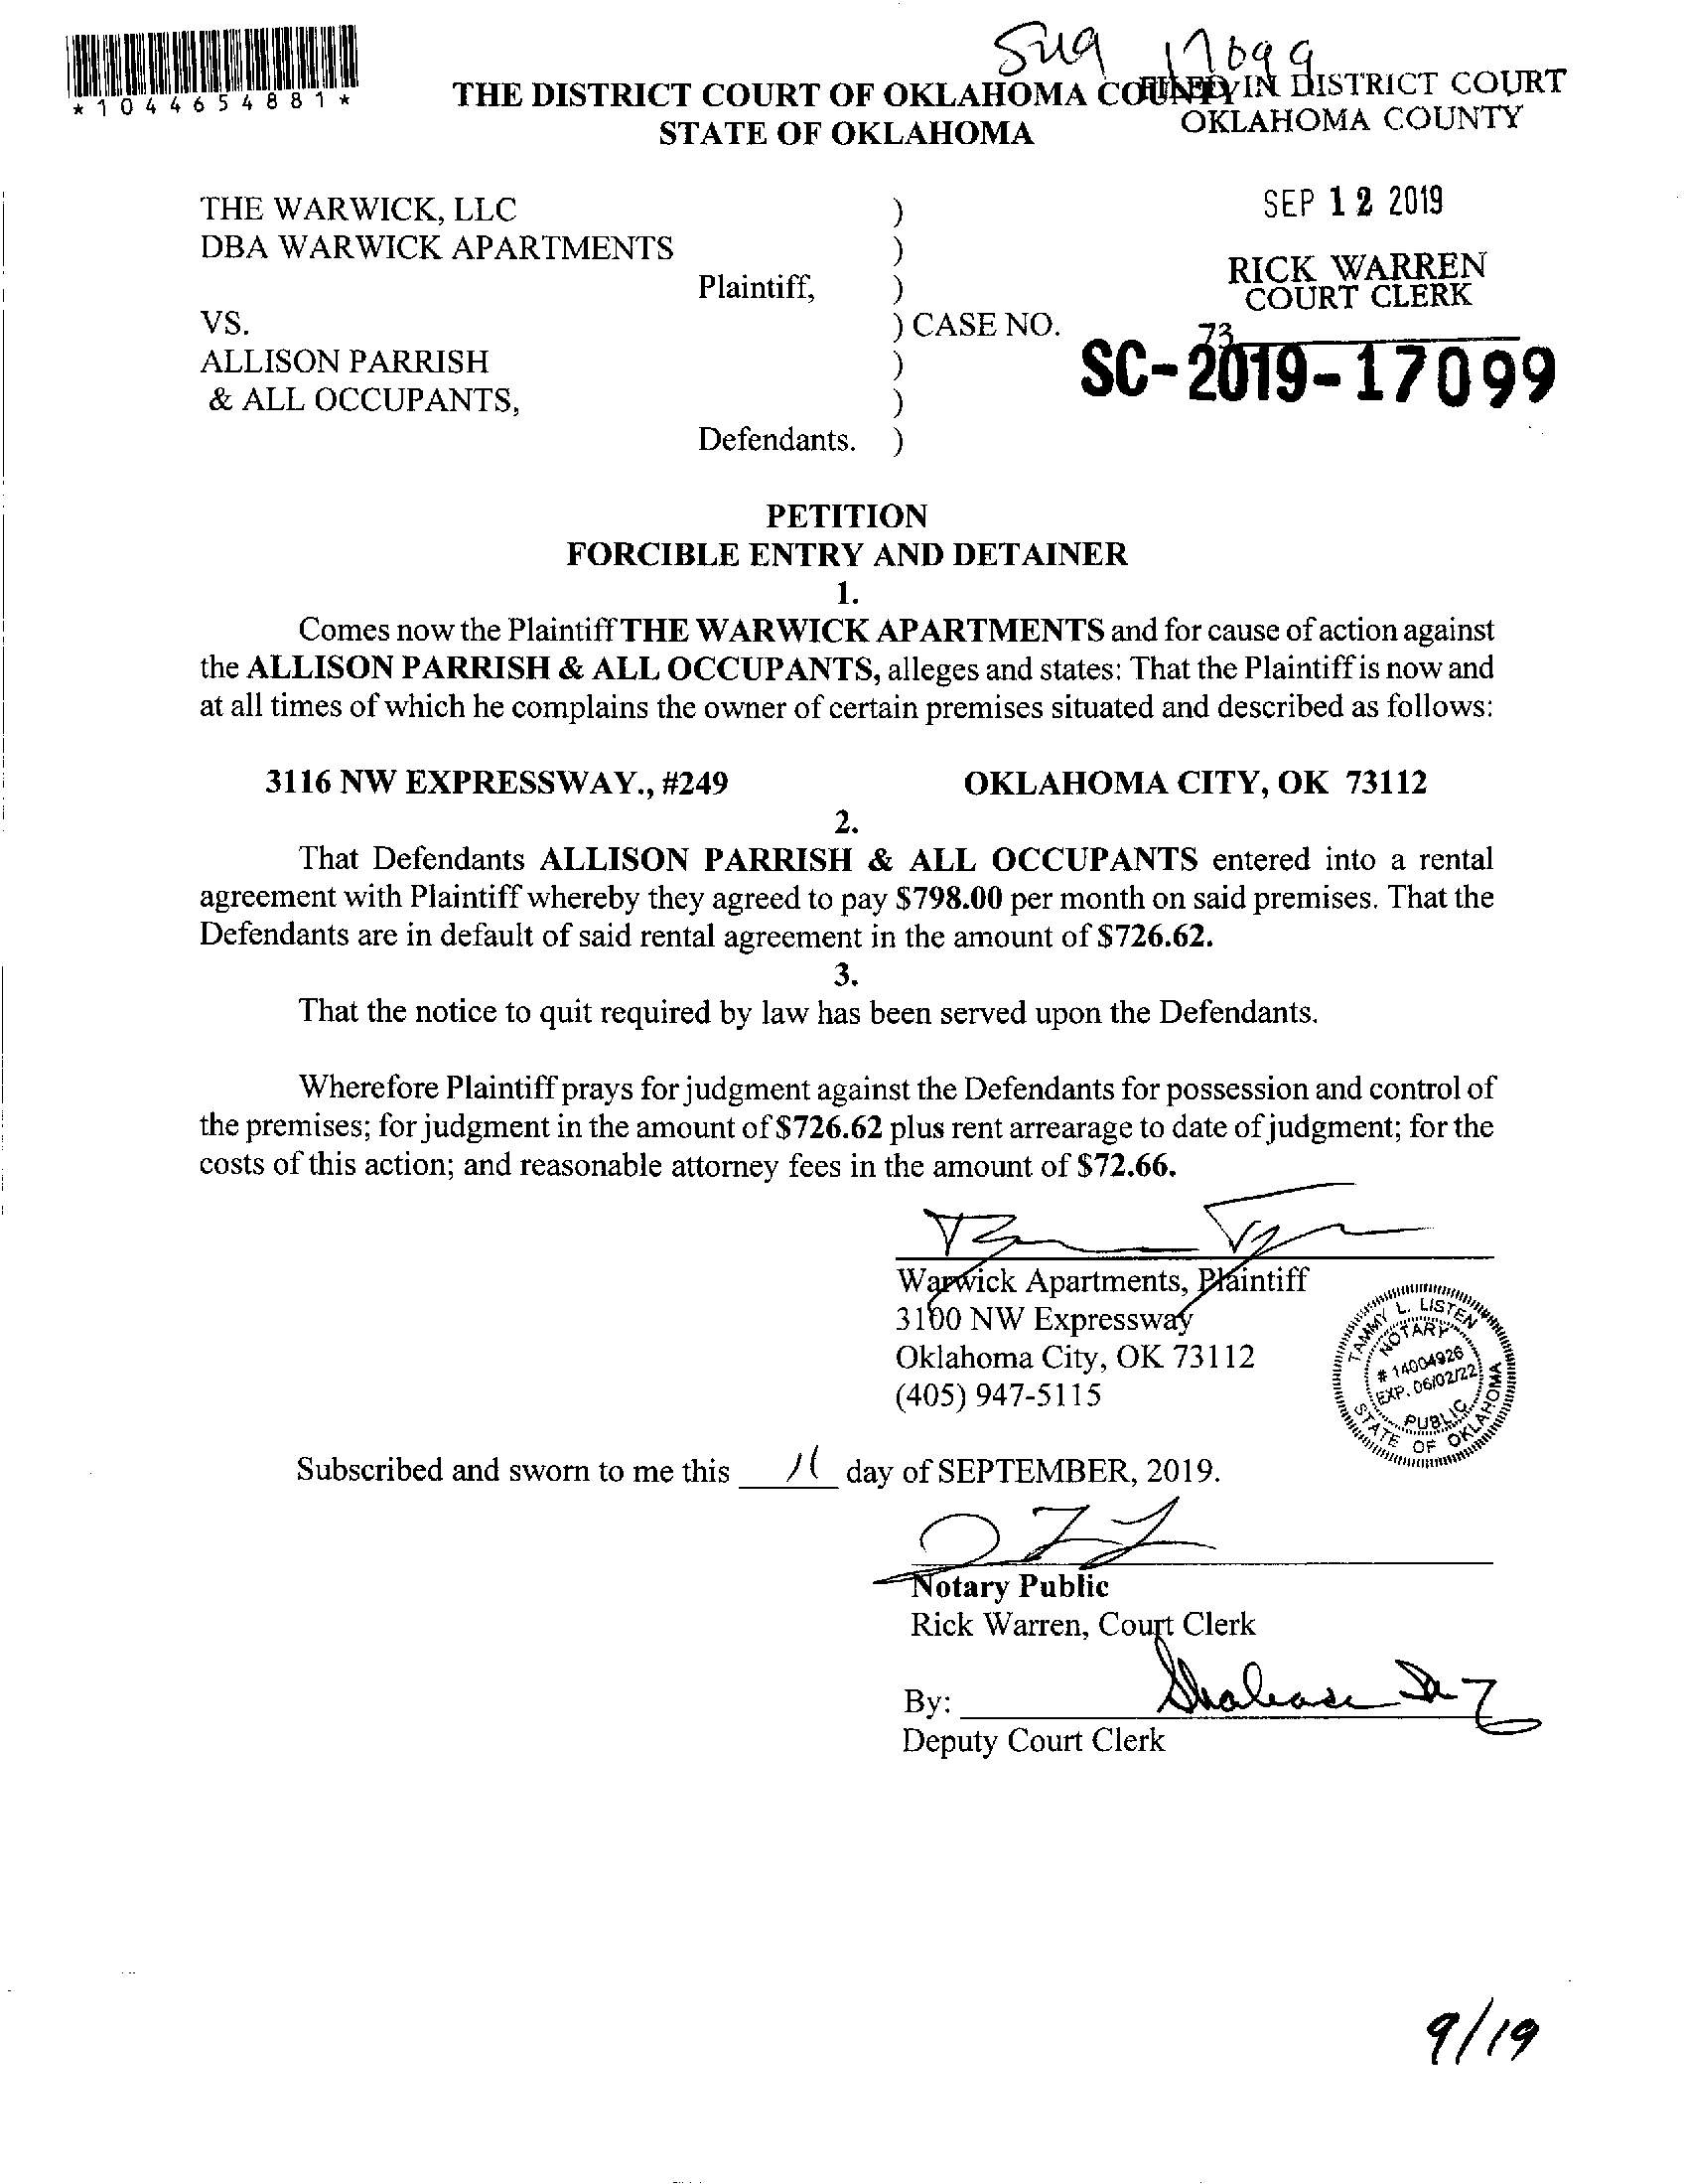 *1044654881*
THE DISTRICT COURT OF OKLAHOMA COUNTY
STATE OF OKLAHOMA
17099
FILED IN DISTRICT COURT
OKLAHOMA COUNTY
SEP 12 2019
RICK WARREN
COURT CLERK
73
THE WARWICK, LLC )
DBA WARWICK APARTMENTS )
Plaintiff, )
VS. ) CASE NO. SC-2019-17099
ALLISON PARRISH )
& ALL OCCUPANTS, )
Defendants. )
PETITION
FORCIBLE ENTRY AND DETAINER
1.
Comes now the Plaintiff THE WARWICK APARTMENTS and for cause of action against
the ALLISON PARRISH & ALL OCCUPANTS, alleges and states: That the Plaintiff is now and
at all times of which he complains the owner of certain premises situated and described as follows:
3116 NW EXPRESSWAY., #249 OKLAHOMA CITY, OK 73112
2.
That Defendants ALLISON PARRISH & ALL OCCUPANTS entered into a rental
agreement with Plaintiff whereby they agreed to pay $798.00 per month on said premises. That the
Defendants are in default of said rental agreement in the amount of $726.62.
3.
That the notice to quit required by law has been served upon the Defendants.
Wherefore Plaintiff prays for judgment against the Defendants for possession and control of
the premises; for judgment in the amount of $726.62 plus rent arrearage to date of judgment; for the
costs of this action; and reasonable attorney fees in the amount of $72.66.
Warwick Apartments, Plaintiff
3100 NW Expressway
Oklahoma City, OK 73112
(405) 947-5115
TAMMY L. LISTEN
NOTARY
# 14004926
EXP. 06/02/22
PUBLIC
STATE OF OKLAHOMA
Subscribed and sworn to me this 11 day of SEPTEMBER, 2019.
Notary Public
Rick Warren, Court Clerk
By:
Deputy Court Clerk
9/19